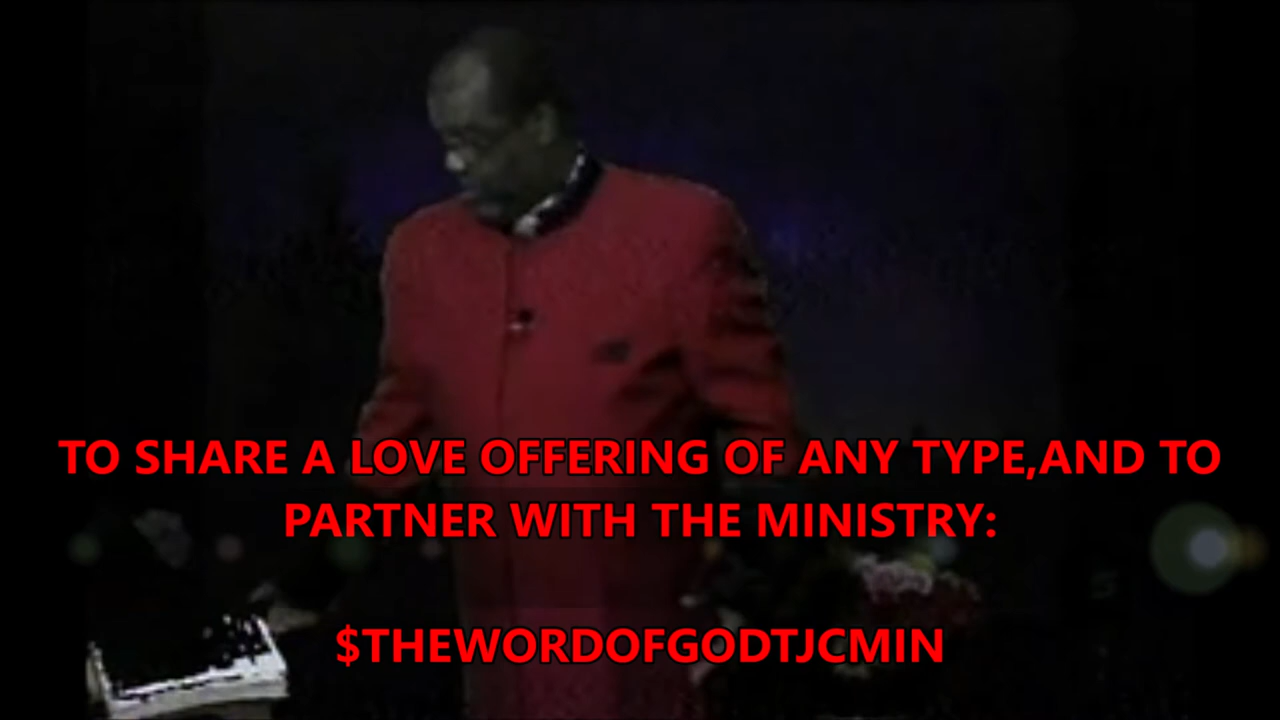 TO SHARE A LOVE OFFERING OF ANY TYPE,AND TO
PARTNER WITH THE MINISTRY:
$THEWORDOFGODTJCMIN